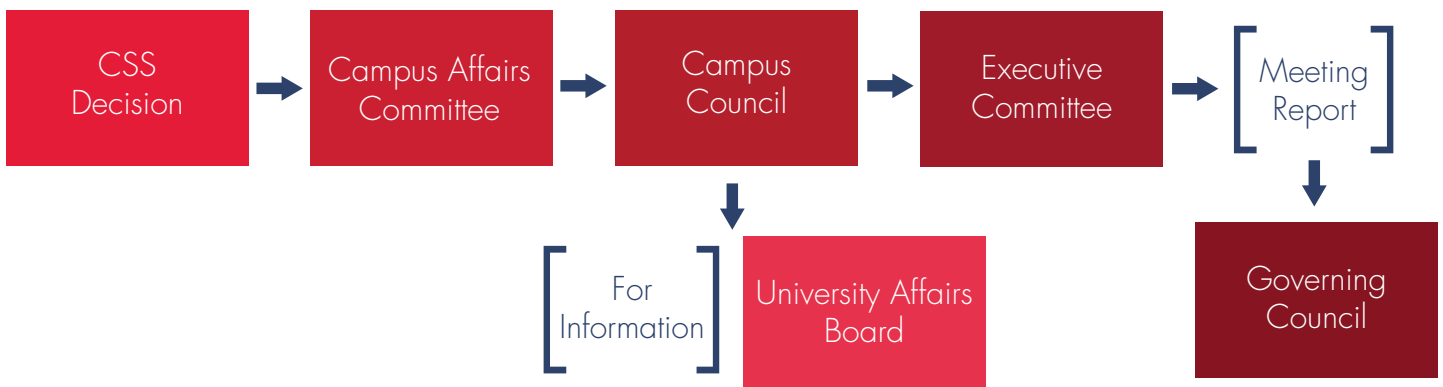 CSS
Decision
Campus Affairs
Committee
Campus
Council
Executive
Committee
Meeting
Report
For
Information
University Affairs
Board
Governing
Council